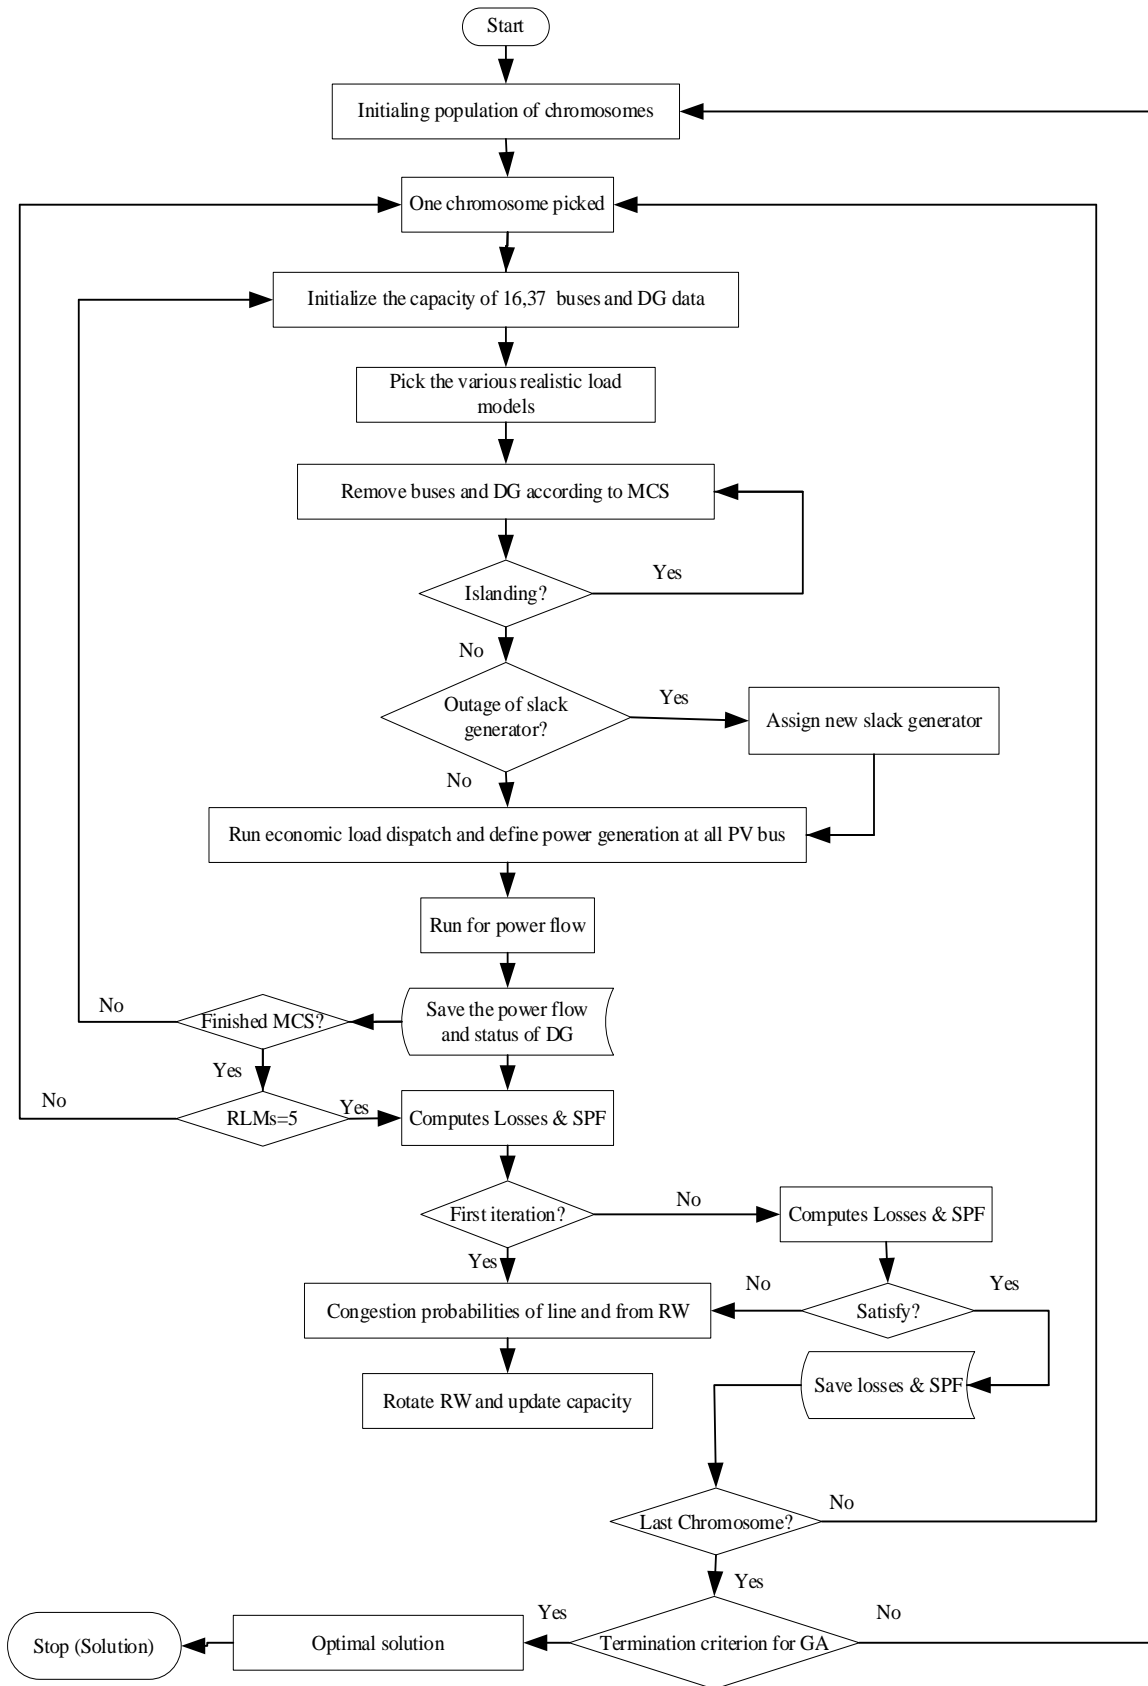 Start
Initialing population of chromosomes
One chromosome picked
Initialize the capacity of 16,37 buses and DG data
Pick the various realistic load
models
Remove buses and DG according to MCS
Yes
Islanding?
No
Outage of slack
generator?
Yes
Assign new slack generator
No
Run economic load dispatch and define power generation at all PV bus
Run for power flow
No
Finished MCS?
Save the power flow
and status of DG
Yes
No
RLMs=5
Yes
Computes Losses & SPF
First iteration?
No
Computes Losses & SPF
Yes
No
Yes
Congestion probabilities of line and from RW
Satisfy?
Save losses & SPF
Rotate RW and update capacity
Last Chromosome?
No
Yes
Stop (Solution)
Optimal solution
Yes
Termination criterion for GA
No